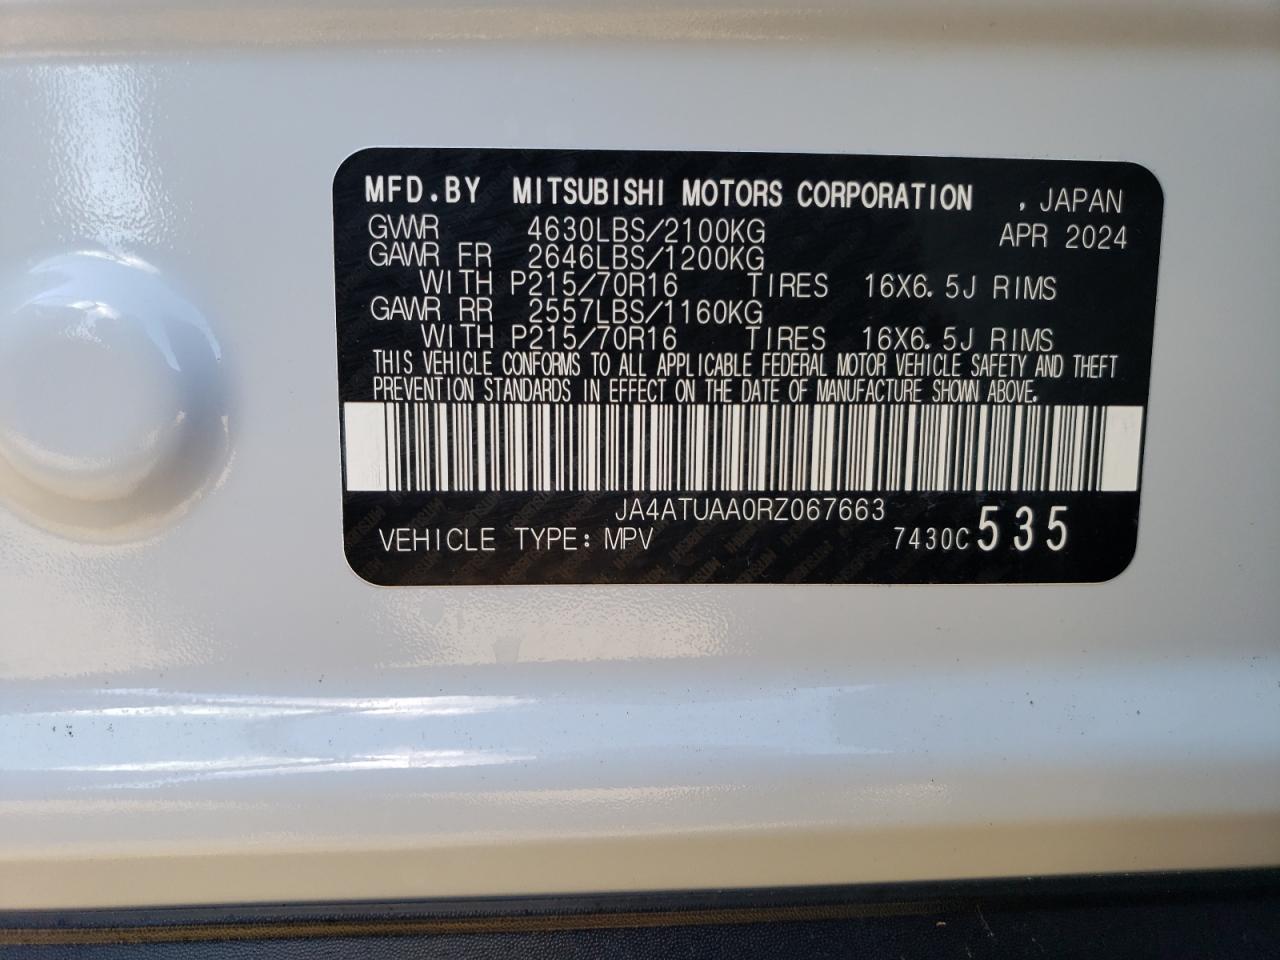 MFD.BY MITSUBISHI MOTORS CORPORATION , JAPAN
GVWR 4630LBS/2100KG APR 2024
GAWR FR 2646LBS/1200KG
WITH P215/70R16 TIRES 16X6.5J RIMS
GAWR RR 2557LBS/1160KG
WITH P215/70R16 TIRES 16X6.5J RIMS
THIS VEHICLE CONFORMS TO ALL APPLICABLE FEDERAL MOTOR VEHICLE SAFETY AND THEFT
PREVENTION STANDARDS IN EFFECT ON THE DATE OF MANUFACTURE SHOWN ABOVE.
JA4ATUAA0RZ067663
VEHICLE TYPE: MPV 7430C 535